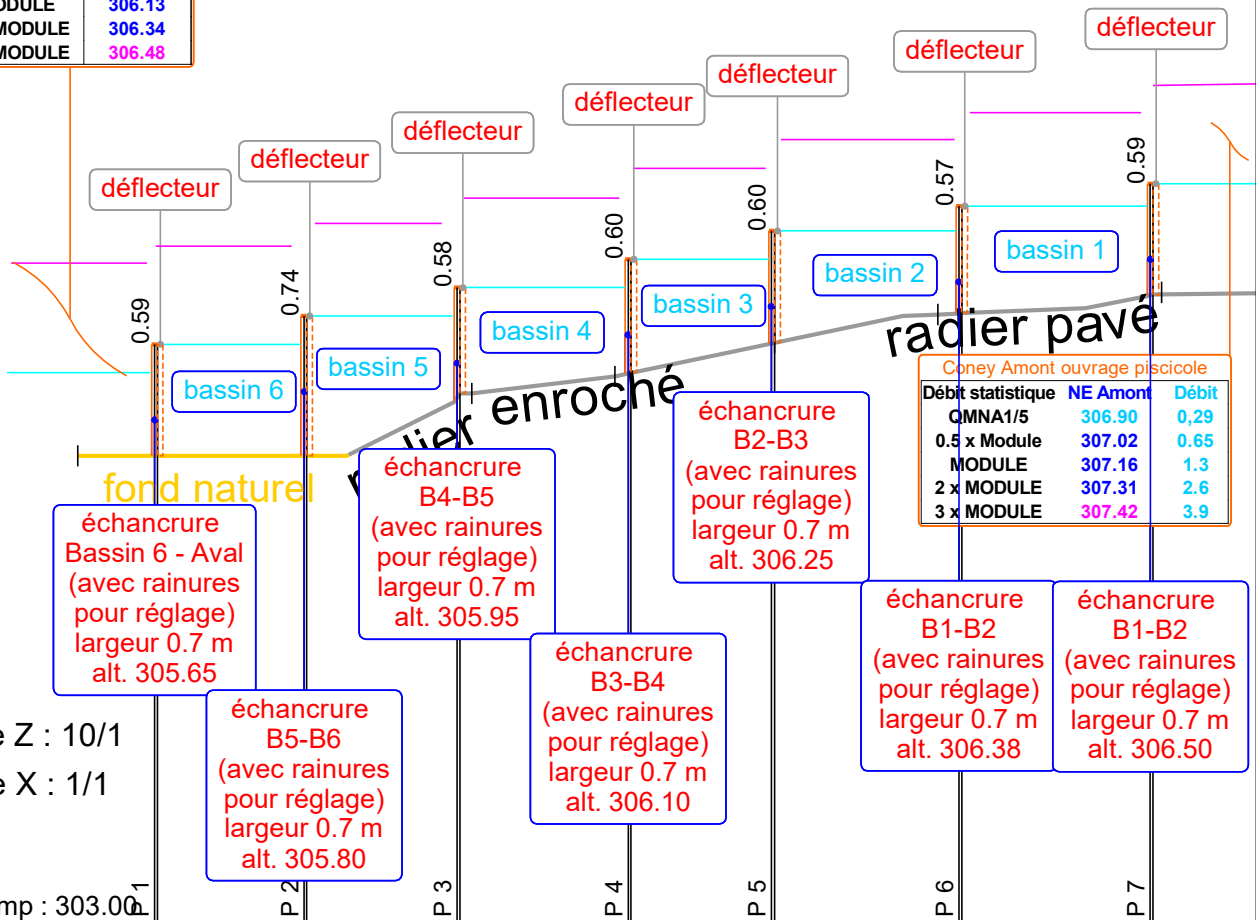 ODULE 306.13
MODULE 306.34
MODULE 306.48
déflecteur
déflecteur
déflecteur
déflecteur
déflecteur
déflecteur
déflecteur
0.59
0.74
0.58
0.60
0.60
0.57
0.59
bassin 6
bassin 5
bassin 4
bassin 3
bassin 2
bassin 1
fond naturel
radier enroché
radier pavé
Coney Amont ouvrage piscicole
Débit statistique NE Amont Débit
QMNA1/5 306.90 0,29
0.5 x Module 307.02 0.65
MODULE 307.16 1.3
2 x MODULE 307.31 2.6
3 x MODULE 307.42 3.9
échancrure
Bassin 6 - Aval
(avec rainures
pour réglage)
largeur 0.7 m
alt. 305.65
échancrure
B5-B6
(avec rainures
pour réglage)
largeur 0.7 m
alt. 305.80
échancrure
B4-B5
(avec rainures
pour réglage)
largeur 0.7 m
alt. 305.95
échancrure
B3-B4
(avec rainures
pour réglage)
largeur 0.7 m
alt. 306.10
échancrure
B2-B3
(avec rainures
pour réglage)
largeur 0.7 m
alt. 306.25
échancrure
B1-B2
(avec rainures
pour réglage)
largeur 0.7 m
alt. 306.38
échancrure
B1-B2
(avec rainures
pour réglage)
largeur 0.7 m
alt. 306.50
e Z : 10/1
e X : 1/1
mp : 303.00
P 1
P 2
P 3
P 4
P 5
P 6
P 7